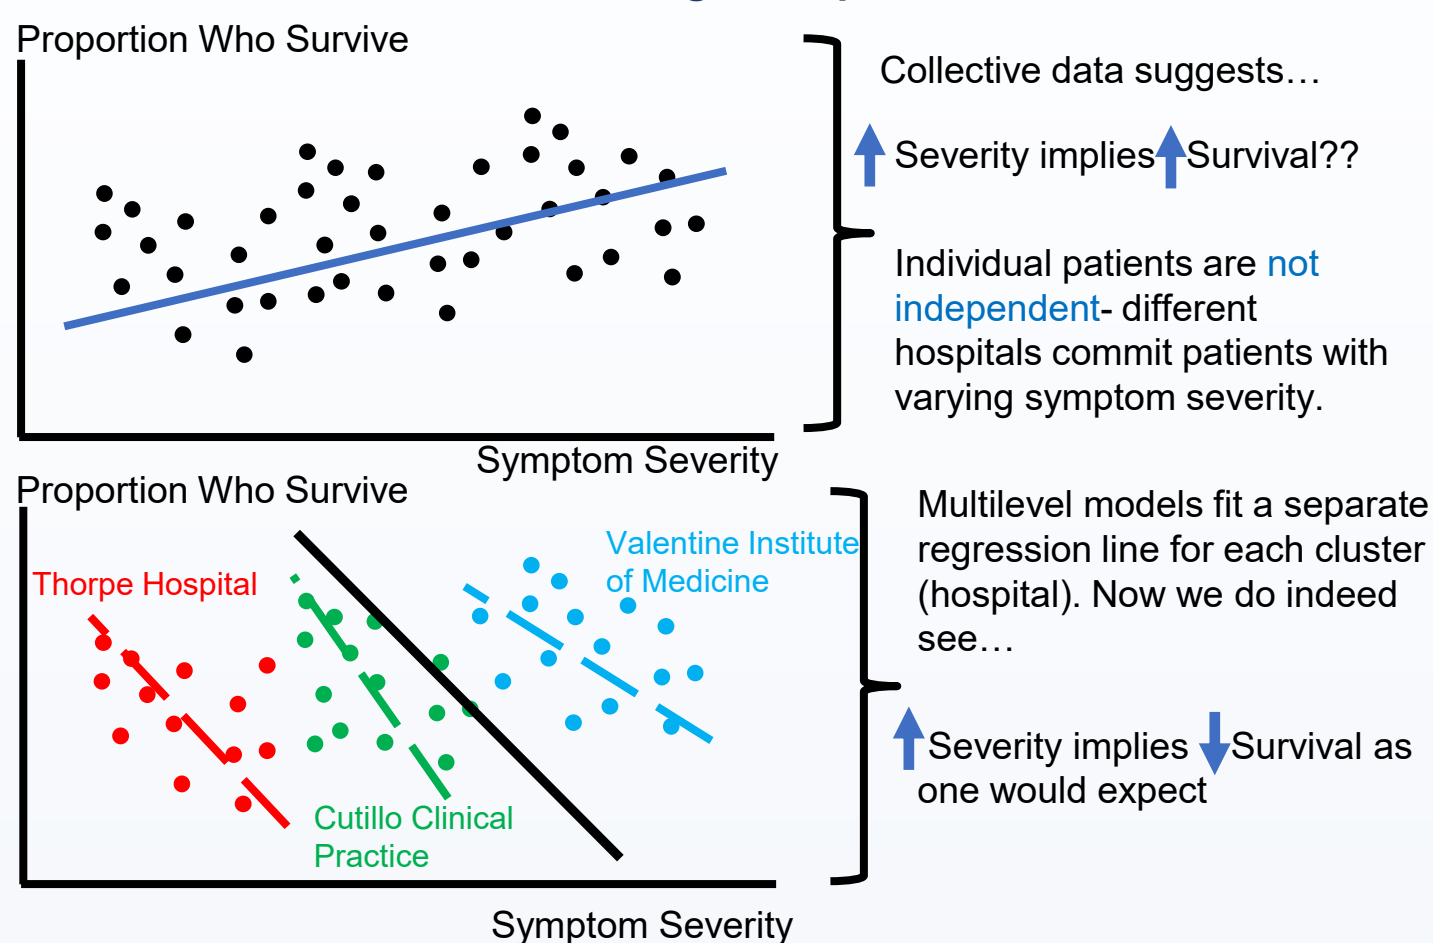 Proportion Who Survive
Collective data suggests…
Severity implies Survival??
Individual patients are not
independent- different
hospitals commit patients with
varying symptom severity.
Symptom Severity
Proportion Who Survive
Thorpe Hospital
Cutillo Clinical
Practice
Valentine Institute
of Medicine
Symptom Severity
Multilevel models fit a separate
regression line for each cluster
(hospital). Now we do indeed
see…
Severity implies Survival as
one would expect